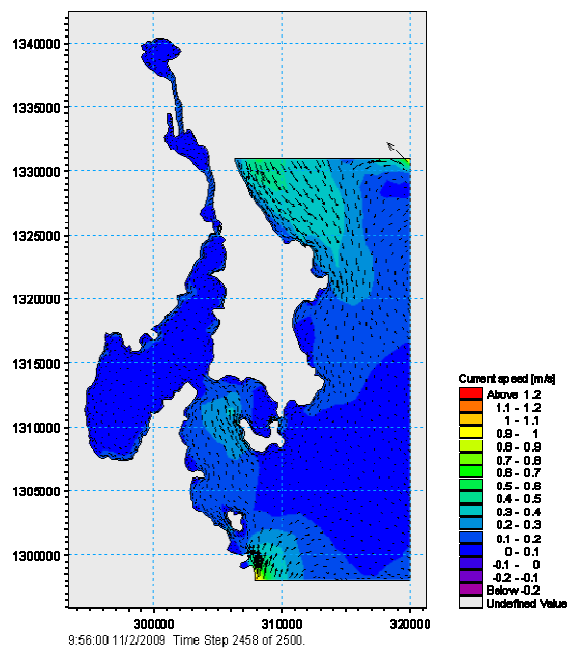 1340000
1335000
1330000
1325000
1320000
1315000
1310000
1305000
1300000
300000 310000 320000
9:56:00 11/2/2009 Time Step 2458 of 2500.
Current speed [m/s]
Above 1.2
1.1 - 1.2
1 - 1.1
0.9 - 1
0.8 - 0.9
0.7 - 0.8
0.6 - 0.7
0.5 - 0.6
0.4 - 0.5
0.3 - 0.4
0.2 - 0.3
0.1 - 0.2
0 - 0.1
-0.1 - 0
-0.2 - -0.1
Below -0.2
Undefined Value